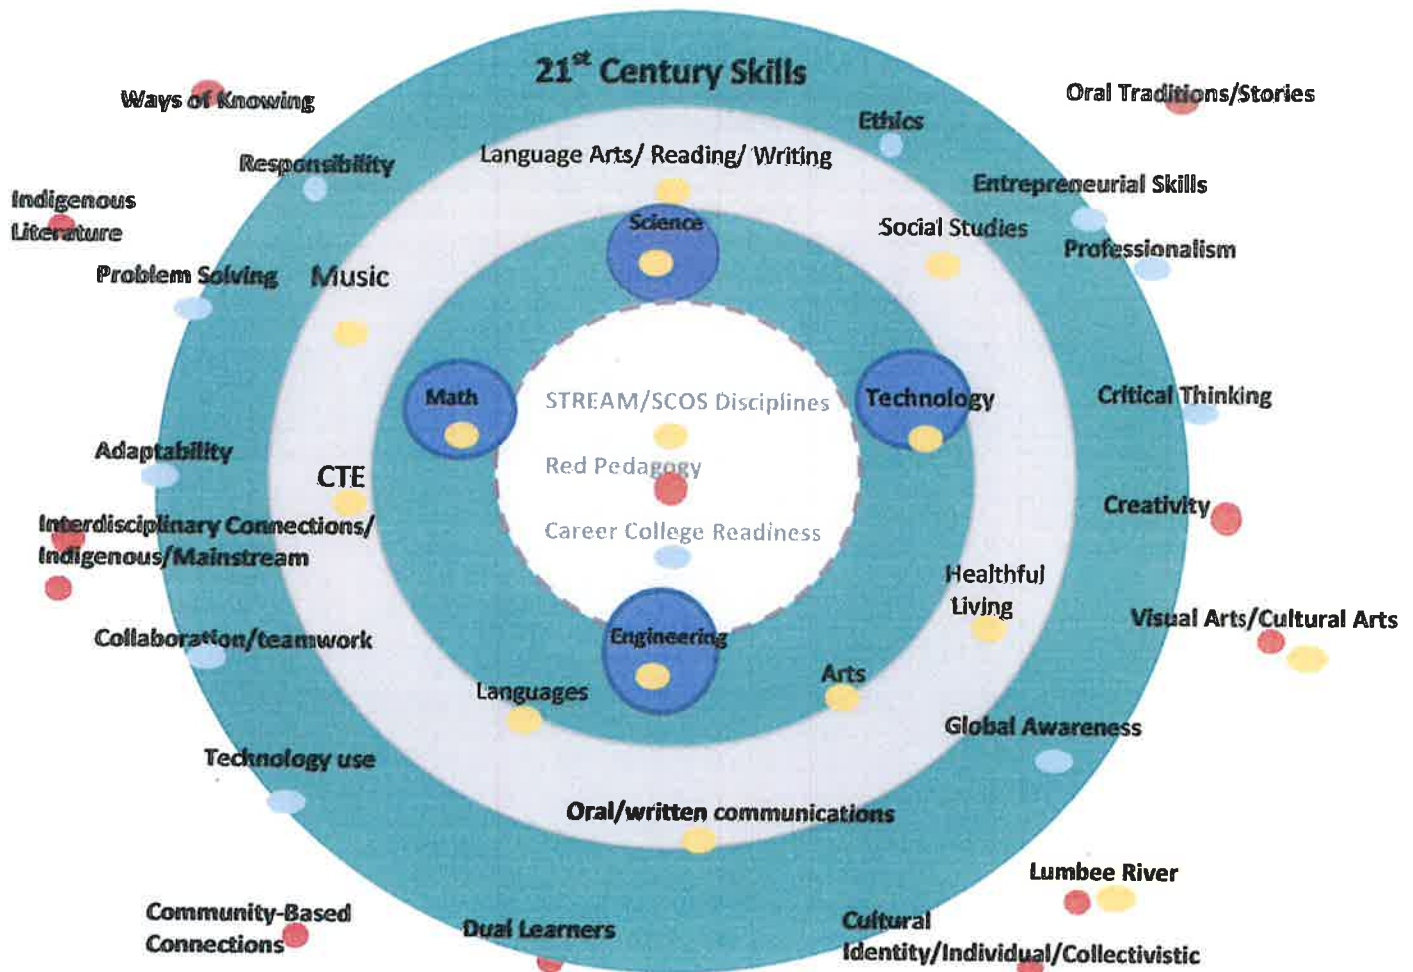 21st Century Skills
Ways of Knowing
Oral Traditions/Stories
Ethics
Responsibility
Language Arts/ Reading/ Writing
Entrepreneurial Skills
Indigenous
Literature
Science
Social Studies
Professionalism
Problem Solving
Music
Math
STREAM/SCOS Disciplines
Technology
Critical Thinking
Red Pedagogy
Adaptability
CTE
Creativity
Interdisciplinary Connections/
Indigenous/Mainstream
Career College Readiness
Healthful
Living
Visual Arts/Cultural Arts
Collaboration/teamwork
Engineering
Languages
Arts
Global Awareness
Technology use
Oral/written communications
Lumbee River
Community-Based
Connections
Dual Learners
Cultural
Identity/Individual/Collectivistic